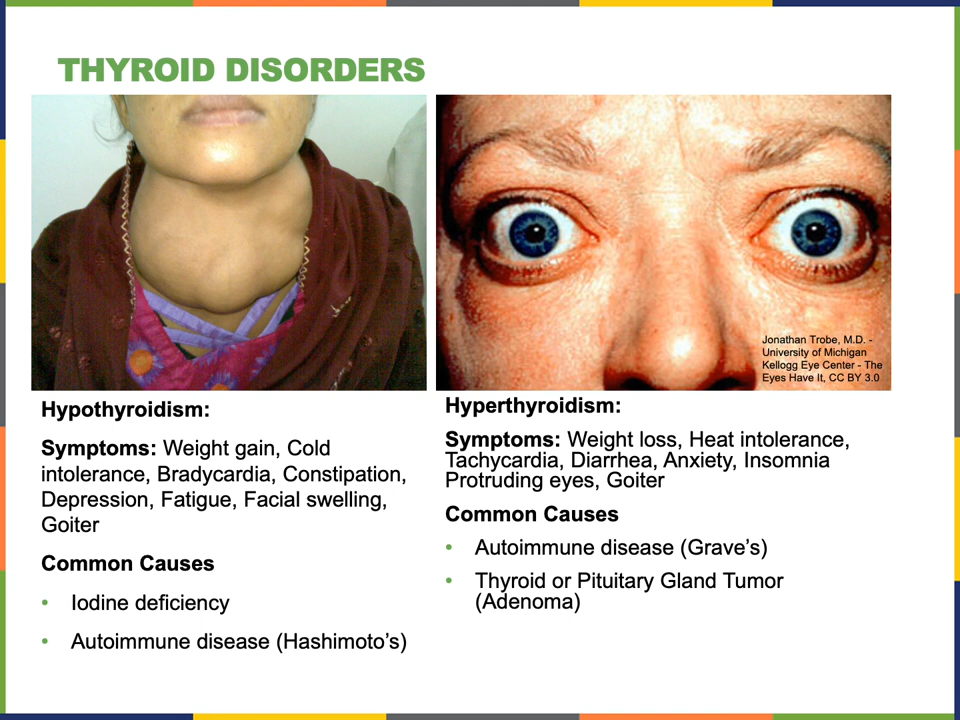 THYROID DISORDERS
Jonathan Trobe, M.D. -
University of Michigan
Kellogg Eye Center - The
Eyes Have It, CC BY 3.0
Hypothyroidism:
Symptoms: Weight gain, Cold
intolerance, Bradycardia, Constipation,
Depression, Fatigue, Facial swelling,
Goiter
Common Causes
• Iodine deficiency
• Autoimmune disease (Hashimoto’s)
Hyperthyroidism:
Symptoms: Weight loss, Heat intolerance,
Tachycardia, Diarrhea, Anxiety, Insomnia
Protruding eyes, Goiter
Common Causes
• Autoimmune disease (Grave’s)
• Thyroid or Pituitary Gland Tumor
(Adenoma)